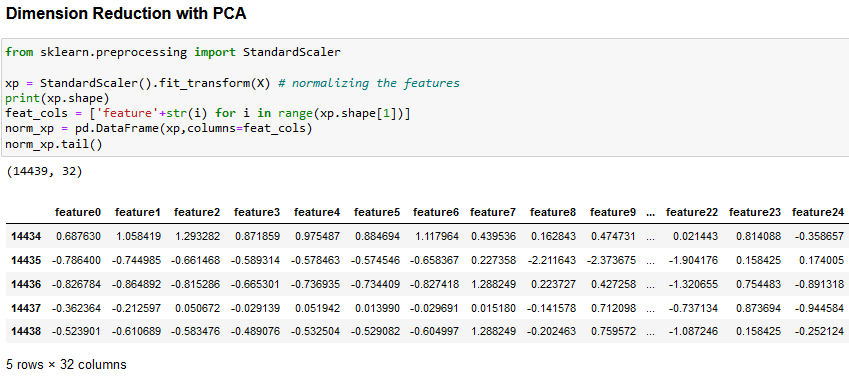 Dimension Reduction with PCA
from sklearn.preprocessing import StandardScaler
xp = StandardScaler().fit_transform(X) # normalizing the features
print(xp.shape)
feat_cols = ['feature'+str(i) for i in range(xp.shape[1])]
norm_xp = pd.DataFrame(xp,columns=feat_cols)
norm_xp.tail()
(14439, 32)
feature0 feature1 feature2 feature3 feature4 feature5 feature6 feature7 feature8 feature9 ... feature22 feature23 feature24
14434 0.687630 1.058419 1.293282 0.871859 0.975487 0.884694 1.117964 0.439536 0.162843 0.474731 ... 0.021443 0.814088 -0.358657
14435 -0.786400 -0.744985 -0.661468 -0.589314 -0.578463 -0.574546 -0.658367 0.227358 -2.211643 -2.373675 ... -1.904176 0.158425 0.174005
14436 -0.826784 -0.864892 -0.815286 -0.665301 -0.736935 -0.734409 -0.827418 1.288249 0.223727 0.427258 ... -1.320655 0.754483 -0.891318
14437 -0.362364 -0.212597 0.050672 -0.029139 0.051942 0.013990 -0.029691 0.015180 -0.141578 0.712098 ... -0.737134 0.873694 -0.944584
14438 -0.523901 -0.610689 -0.583476 -0.489076 -0.532504 -0.529082 -0.604997 1.288249 -0.202463 0.759572 ... -1.087246 0.158425 -0.252124
5 rows × 32 columns